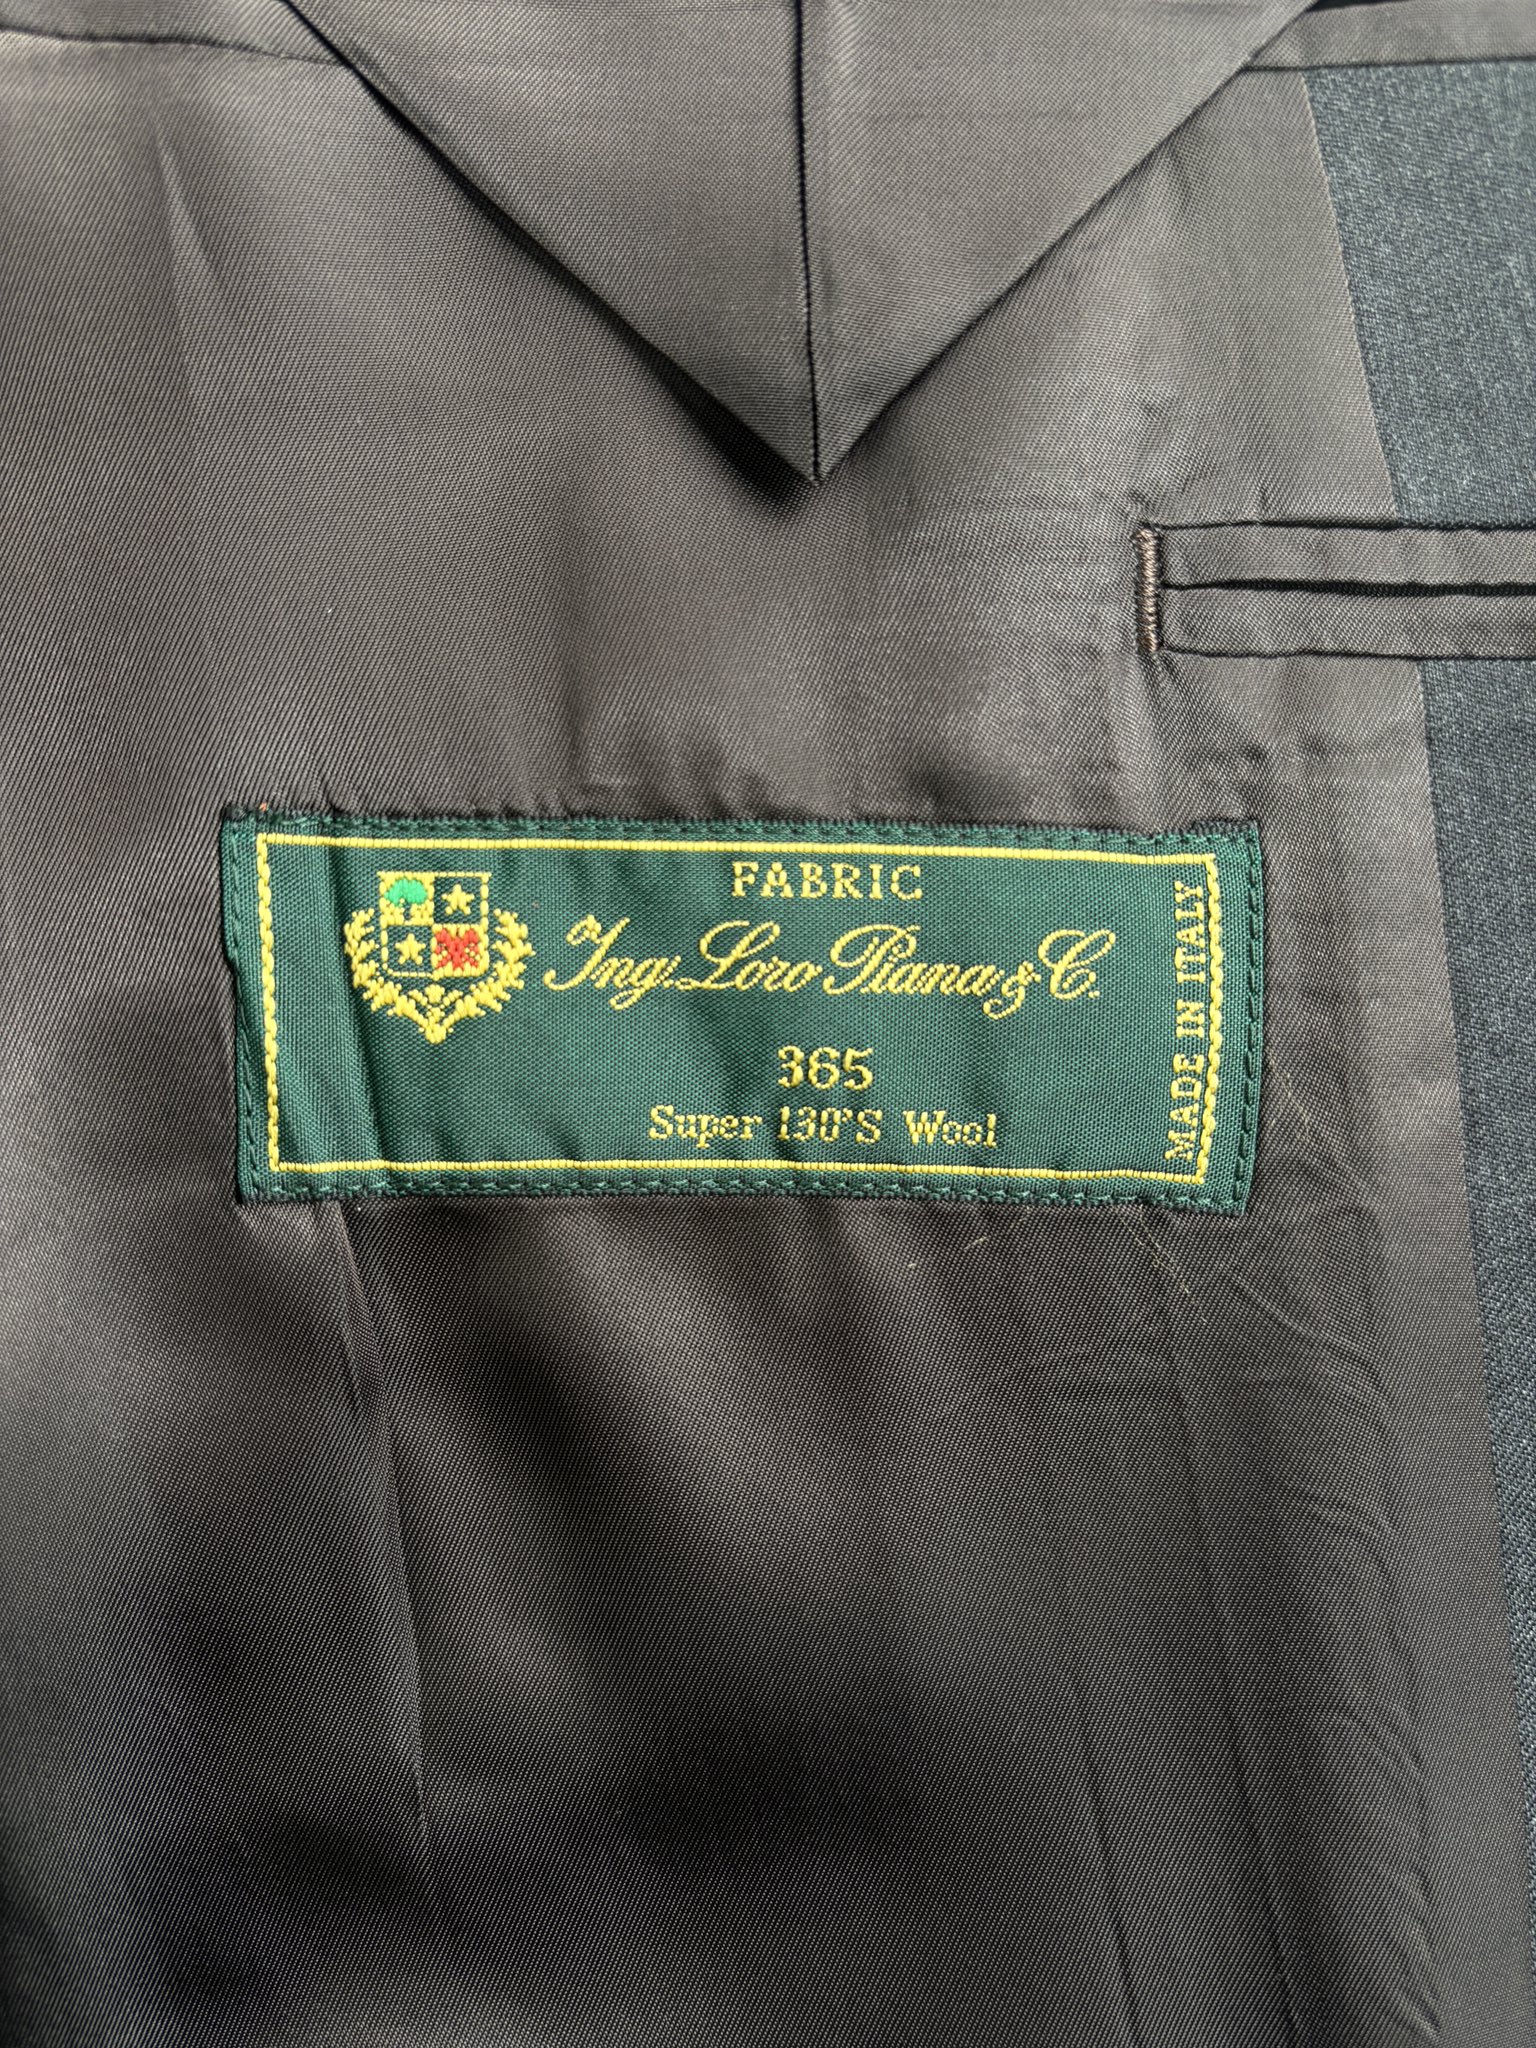 FABRIC
Ing. Loro Piana & C.
365
Super 130'S Wool
MADE IN ITALY